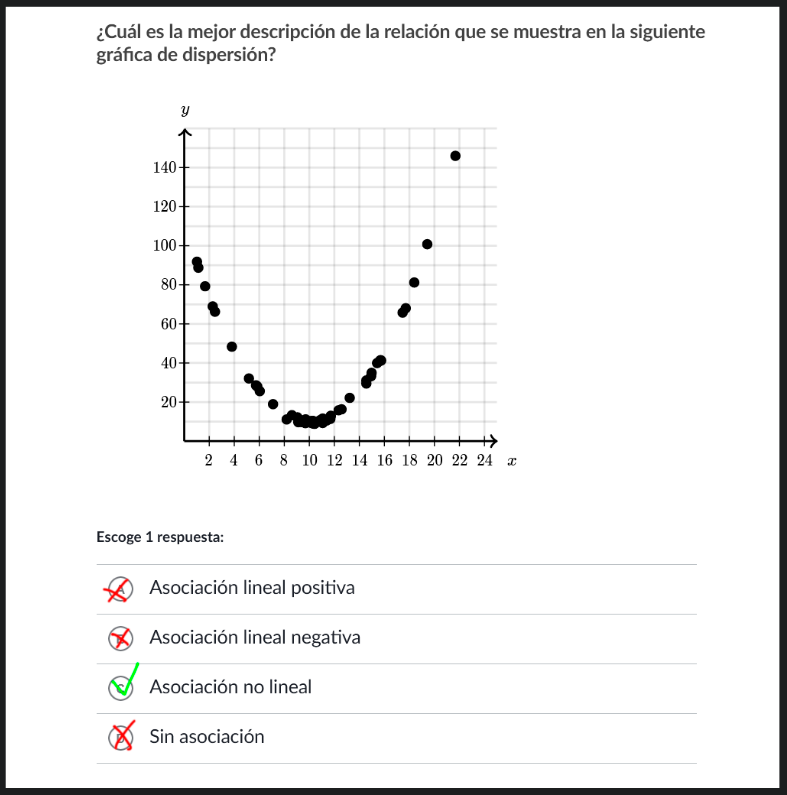 ¿Cuál es la mejor descripción de la relación que se muestra en la siguiente
gráfica de dispersión?
y
140
120
100
80
60
40
20
2 4 6 8 10 12 14 16 18 20 22 24 x
Escoge 1 respuesta:
A Asociación lineal positiva
Asociación lineal negativa
C Asociación no lineal
D Sin asociación